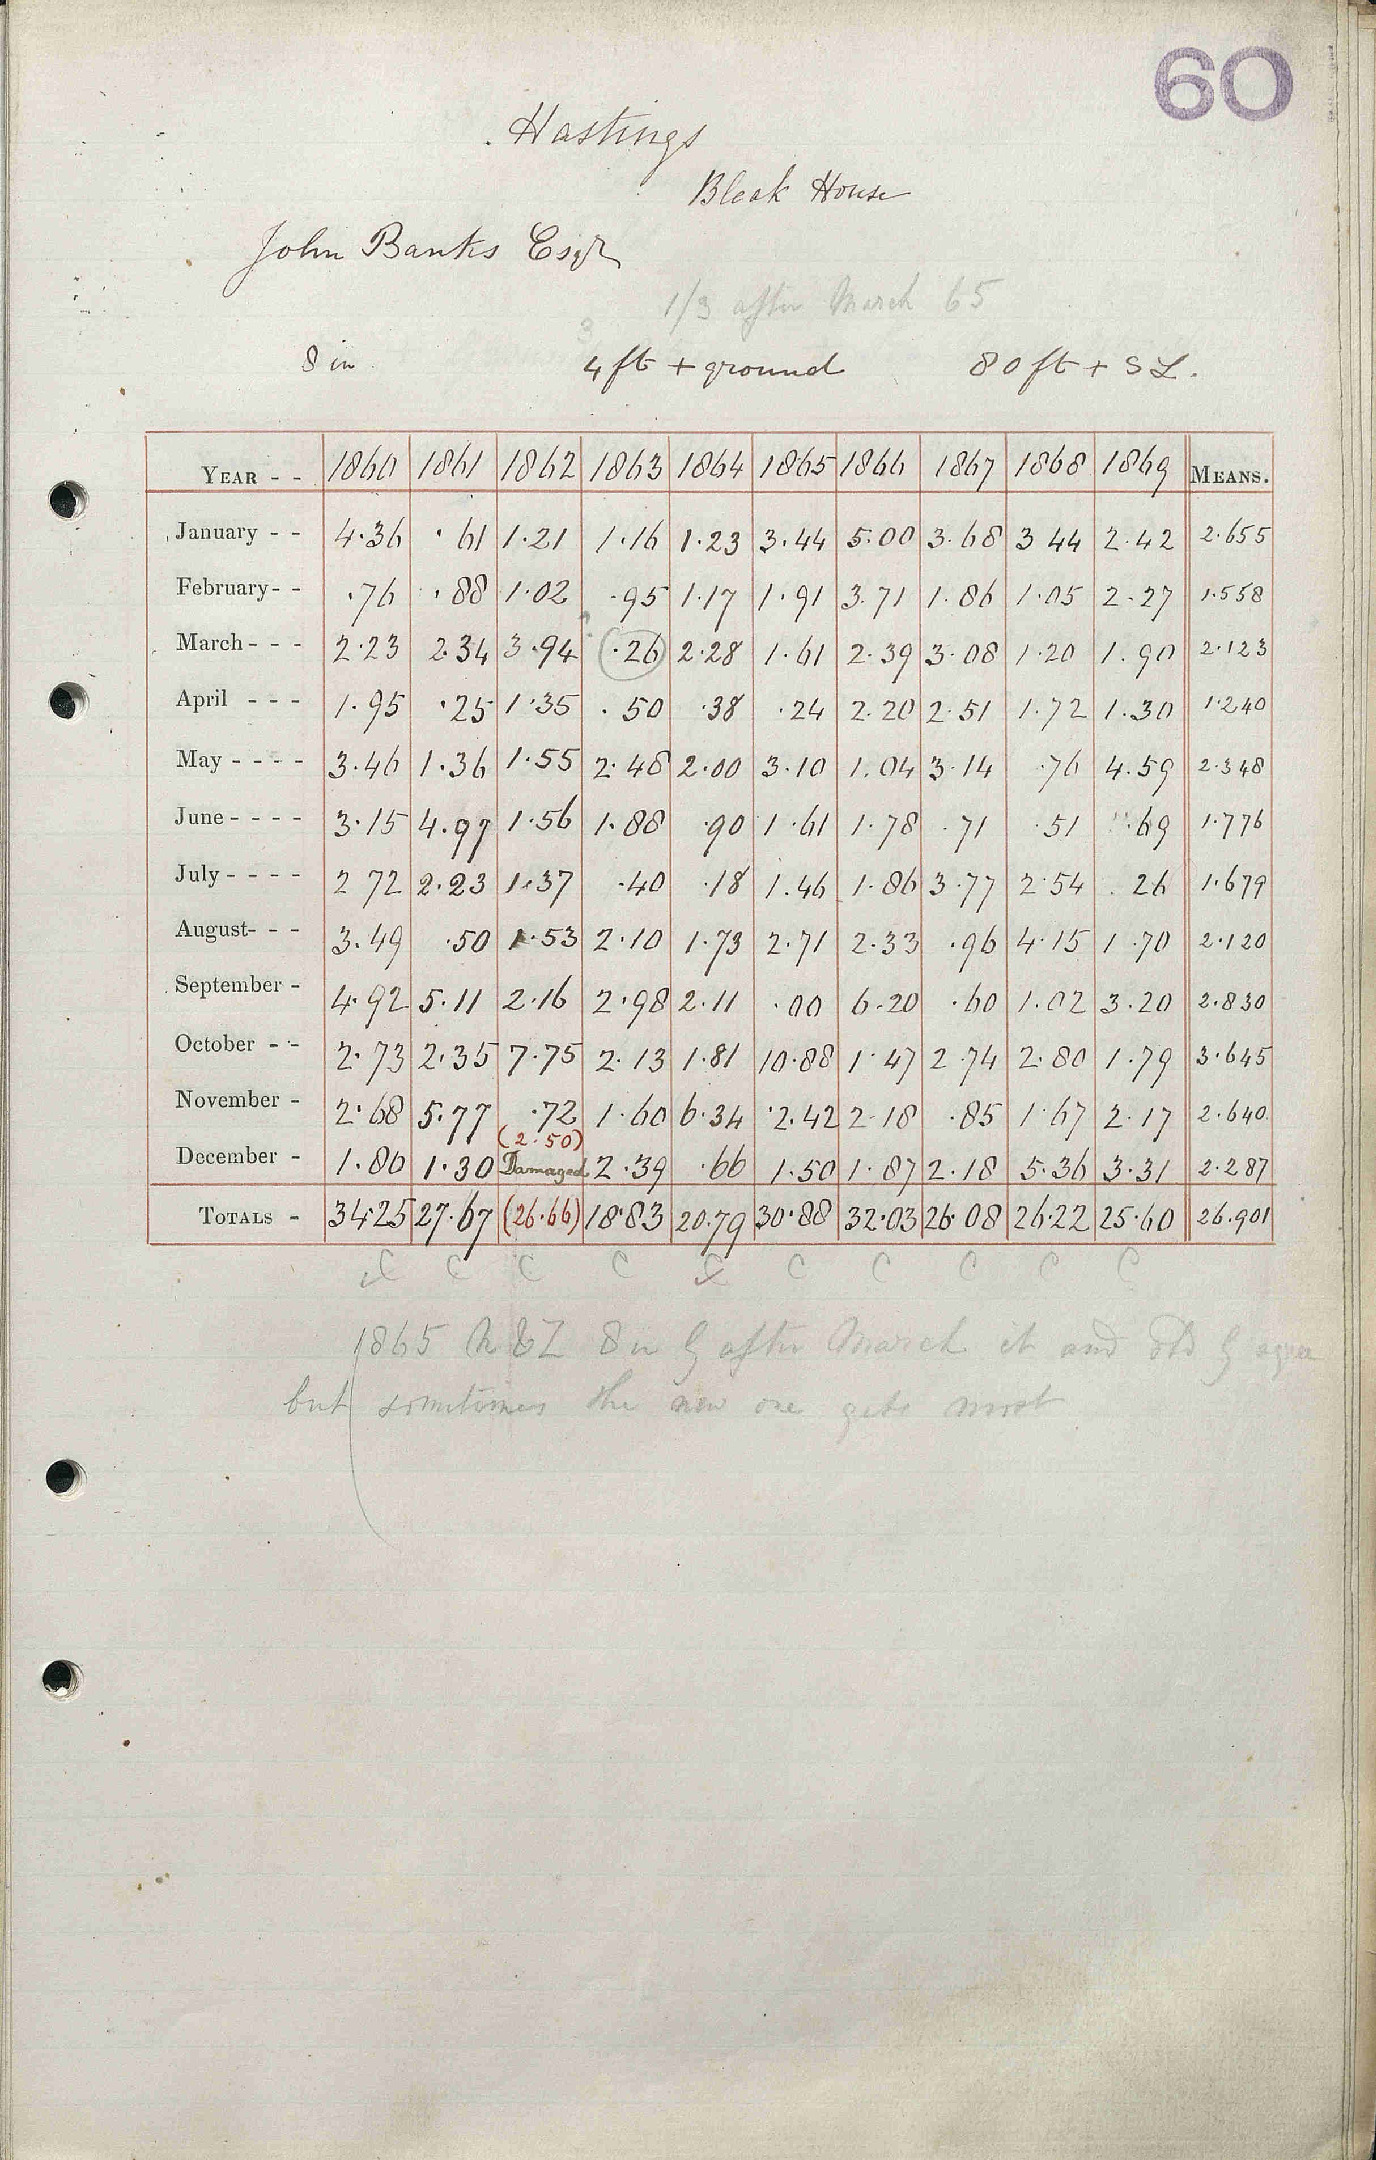 60
Hastings
Bleak House
John Banks Esqr
1/3 after March 65
3
8 in 4 ft + ground 80 ft + S L.
YEAR - - 1860 1861 1862 1863 1864 1865 1866 1867 1868 1869 MEANS.
January - - 4.36 .61 1.21 1.16 1.23 3.44 5.00 3.68 3 44 2.42 2.655
February - - .76 .88 1.02 .95 1.17 1.91 3.71 1.86 1.05 2.27 1.558
March - - - 2.23 2.34 3.94 (.26) 2.28 1.61 2.39 3.08 1.20 1.90 2.123
April - - - 1.95 .25 1.35 .50 .38 .24 2.20 2.51 1.72 1.30 1.240
May - - - - 3.46 1.36 1.55 2.48 2.00 3.10 1.04 3.14 .76 4.59 2.348
June - - - - 3.15 4.97 1.56 1.88 .90 1.61 1.78 .71 .51 .69 1.776
July - - - - 2 72 2.23 1.37 .40 .18 1.46 1.86 3.77 2.54 .26 1.679
August - - - 3.49 .50 1.53 2.10 1.73 2.71 2.33 .96 4.15 1.70 2.120
September - 4.92 5.11 2.16 2.98 2.11 .00 6.20 .60 1.02 3.20 2.830
October - - 2.73 2.35 7.75 2.13 1.81 10.88 1.47 2.74 2.80 1.79 3.645
November - 2.68 5.77 .72 1.60 6.34 2.42 2.18 .85 1.67 2.17 2.640
(2.50)
December - 1.80 1.30 Damaged 2.39 .66 1.50 1.87 2.18 5.36 3.31 2.287
TOTALS - 34.25 27.67 (26.66) 18.83 20.79 30.88 32.03 26.08 26.22 25.60 26.901
C C C C C C C C C C
1865 N & Z 8 in G after March it and old G agree
but sometimes the new one gets most